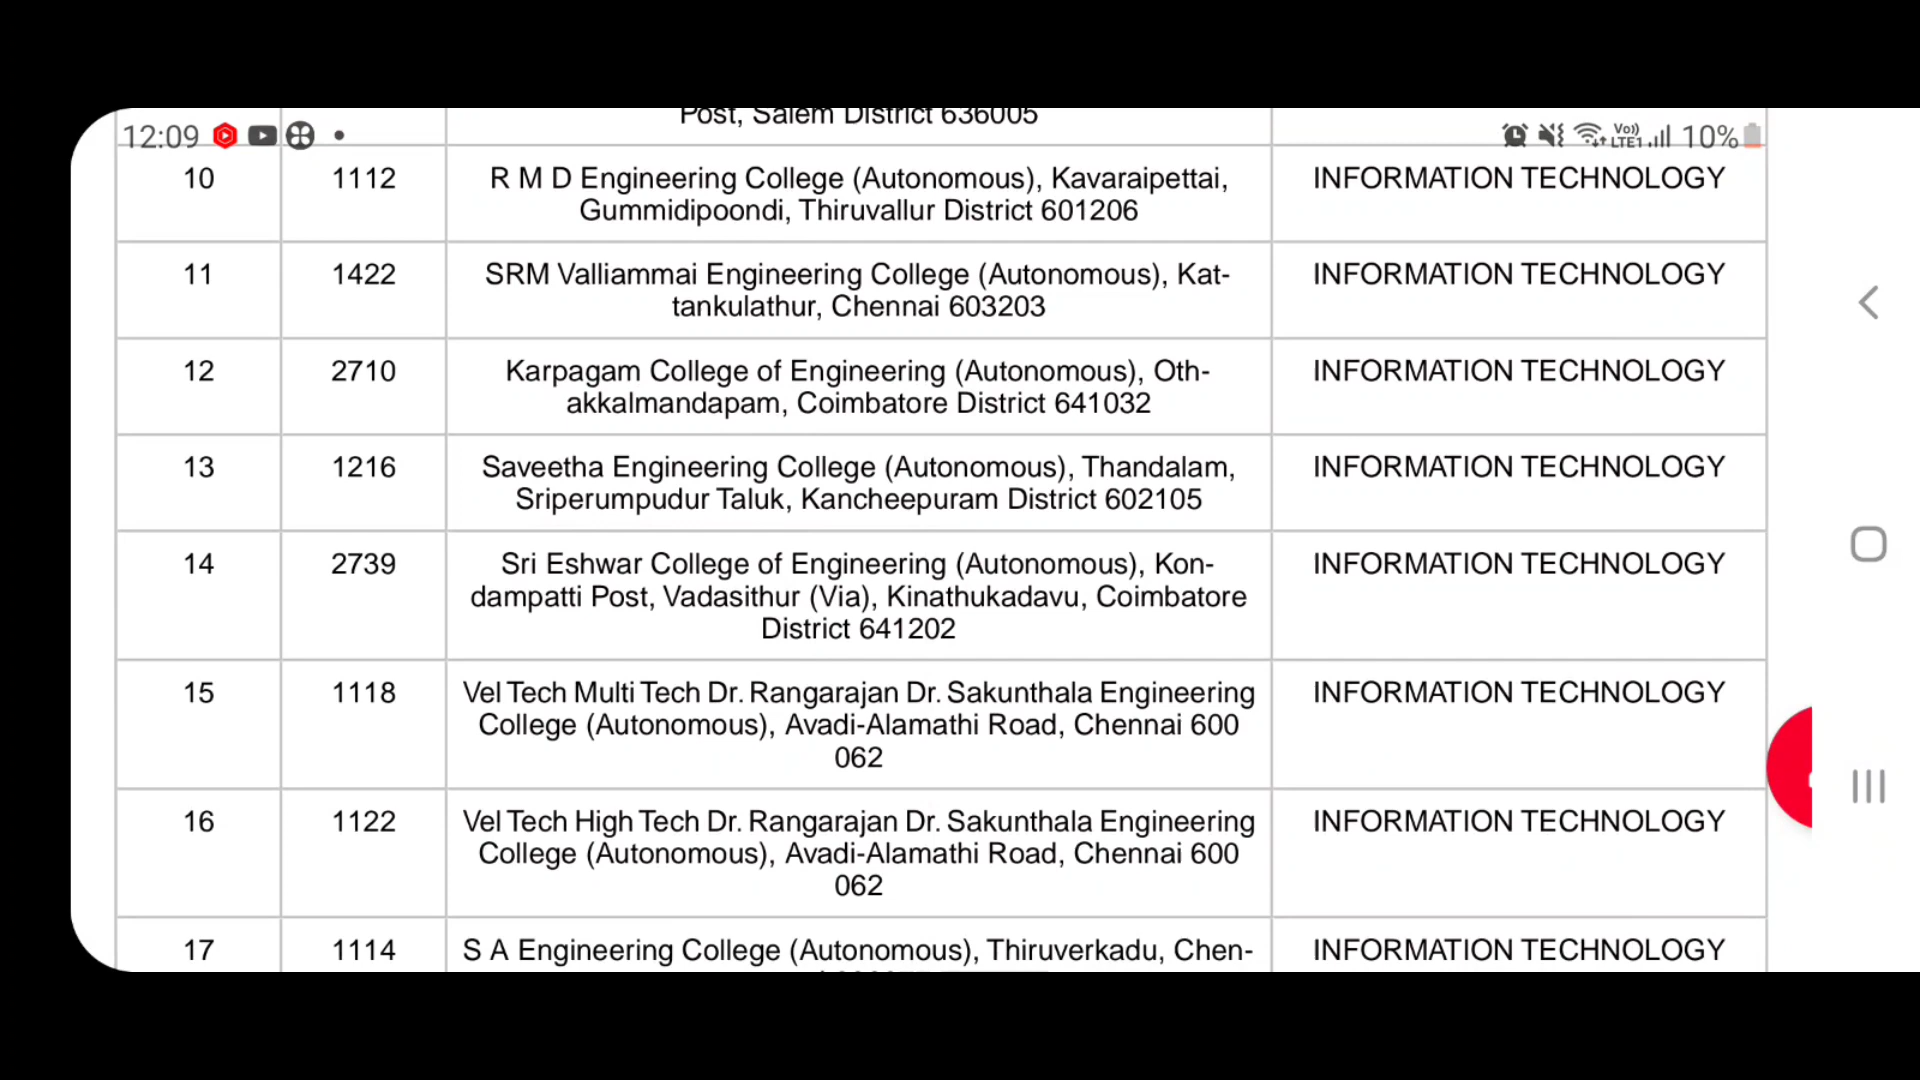 Post, Salem District 636005
12:09
Vo))
LTE1
10%
10 1112 R M D Engineering College (Autonomous), Kavaraipettai, INFORMATION TECHNOLOGY
Gummidipoondi, Thiruvallur District 601206
11 1422 SRM Valliammai Engineering College (Autonomous), Kat- INFORMATION TECHNOLOGY
tankulathur, Chennai 603203
12 2710 Karpagam College of Engineering (Autonomous), Oth- INFORMATION TECHNOLOGY
akkalmandapam, Coimbatore District 641032
13 1216 Saveetha Engineering College (Autonomous), Thandalam, INFORMATION TECHNOLOGY
Sriperumpudur Taluk, Kancheepuram District 602105
14 2739 Sri Eshwar College of Engineering (Autonomous), Kon- INFORMATION TECHNOLOGY
dampatti Post, Vadasithur (Via), Kinathukadavu, Coimbatore
District 641202
15 1118 Vel Tech Multi Tech Dr. Rangarajan Dr. Sakunthala Engineering INFORMATION TECHNOLOGY
College (Autonomous), Avadi-Alamathi Road, Chennai 600
062
16 1122 Vel Tech High Tech Dr. Rangarajan Dr. Sakunthala Engineering INFORMATION TECHNOLOGY
College (Autonomous), Avadi-Alamathi Road, Chennai 600
062
17 1114 S A Engineering College (Autonomous), Thiruverkadu, Chen- INFORMATION TECHNOLOGY